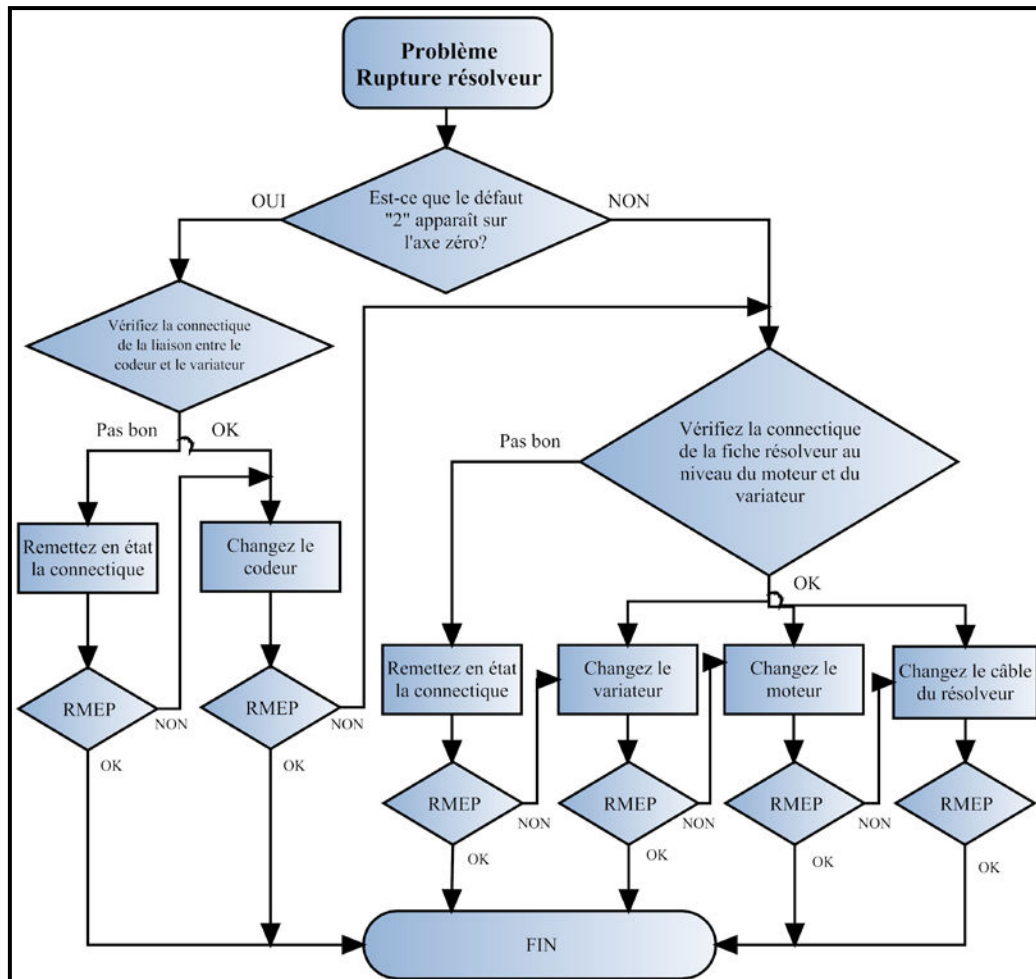 Problème
Rupture résolveur
Est-ce que le défaut
"2" apparaît sur
l'axe zéro?
OUI
NON
Vérifiez la connectique
de la liaison entre le
codeur et le variateur
Pas bon
OK
Vérifiez la connectique
de la fiche résolveur au
niveau du moteur et du
variateur
Pas bon
OK
Remettez en état
la connectique
Changez le
codeur
RMEP
NON
OK
RMEP
NON
OK
Remettez en état
la connectique
Changez le
variateur
Changez le
moteur
Changez le câble
du résolveur
RMEP
NON
OK
RMEP
NON
OK
RMEP
NON
OK
RMEP
OK
FIN